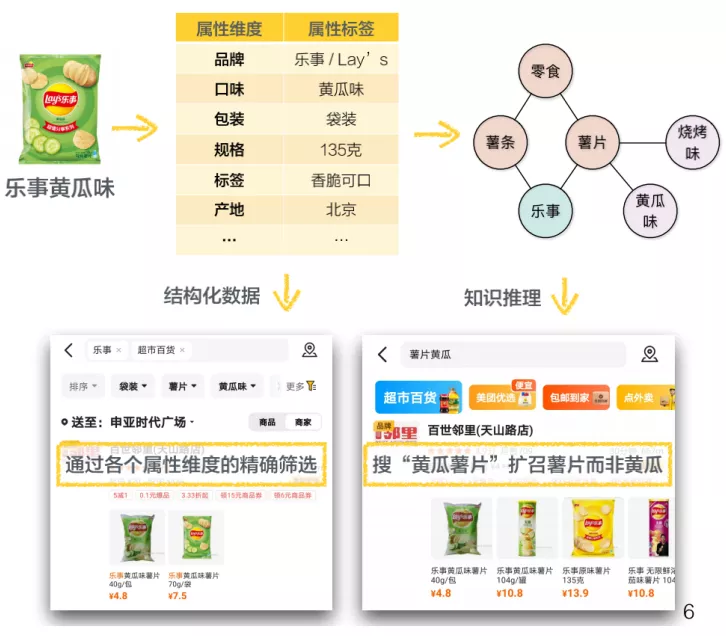 Lay's乐事
乐事黄瓜味
属性维度 属性标签
品牌 乐事 / Lay’s
口味 黄瓜味
包装 袋装
规格 135克
标签 香脆可口
产地 北京
... ...
零食
薯条
薯片
烧烤
味
乐事
黄瓜
味
结构化数据
知识推理
乐事 × 超市百货 ×
排序 袋装 薯片 黄瓜味 更多
送至：申亚时代广场 商品 商家
百世邻里(天山路店)
通过各个属性维度的精确筛选
5减1 0.1元爆品 3.33折起 领15元商品券 领6元商品券
乐事黄瓜味薯片
40g/包
¥4.8
乐事黄瓜味薯片
70g/袋
¥7.5
薯片黄瓜
超市百货 美团优选 便宜 包邮到家 点外卖
品牌
邻里
百世邻里(天山路店)
搜“黄瓜薯片”扩召薯片而非黄瓜
乐事黄瓜味薯片
40g/包
¥4.8
乐事黄瓜味薯片
104g/罐
¥10.8
乐事原味薯片
135克
¥13.9
乐事 无限鲜浓
茄味薯片 104
¥10.8
6